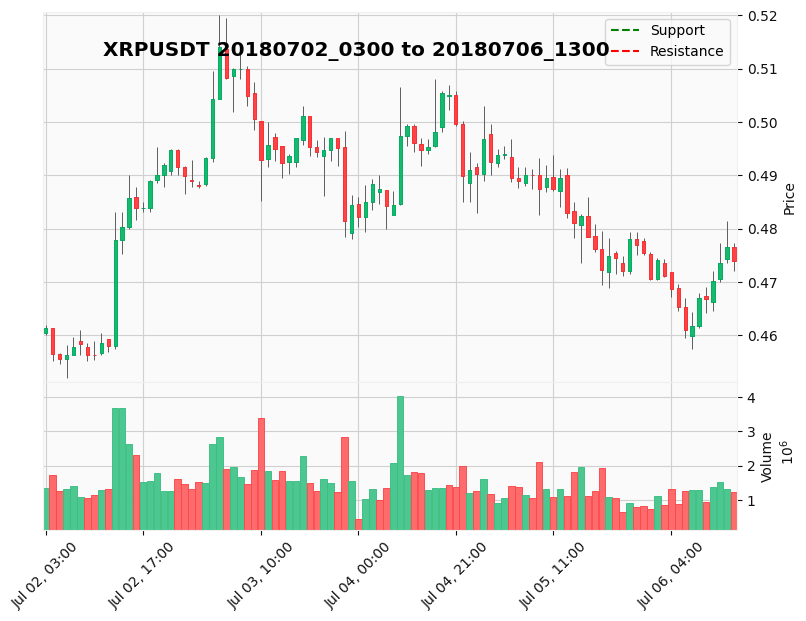 XRPUSDT 20180702_0300 to 20180706_1300
Support
Resistance
0.52
0.51
0.50
0.49
0.48
0.47
0.46
Price
4
3
2
1
Volume
10^6
Jul 02, 03:00
Jul 02, 17:00
Jul 03, 10:00
Jul 04, 00:00
Jul 04, 21:00
Jul 05, 11:00
Jul 06, 04:00